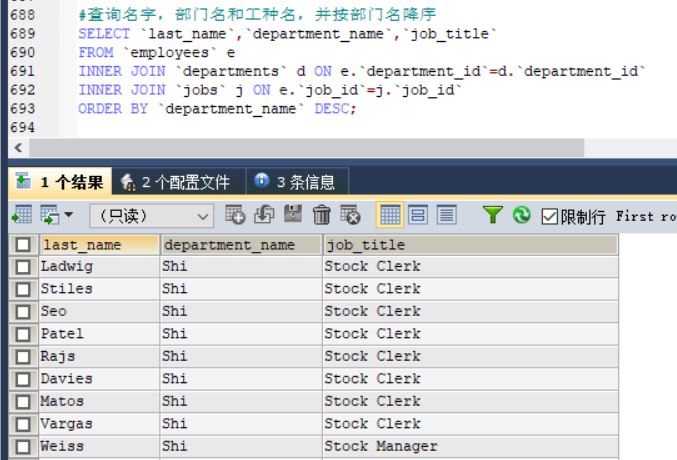 688 #查询名字，部门名和工种名，并按部门名降序
689 SELECT `last_name`,`department_name`,`job_title`
690 FROM `employees` e
691 INNER JOIN `departments` d ON e.`department_id`=d.`department_id`
692 INNER JOIN `jobs` j ON e.`job_id`=j.`job_id`
693 ORDER BY `department_name` DESC;
694
1 个结果 2 个配置文件 3 条信息
（只读） 限制行 First ro
last_name department_name job_title
Ladwig Shi Stock Clerk
Stiles Shi Stock Clerk
Seo Shi Stock Clerk
Patel Shi Stock Clerk
Rajs Shi Stock Clerk
Davies Shi Stock Clerk
Matos Shi Stock Clerk
Vargas Shi Stock Clerk
Weiss Shi Stock Manager